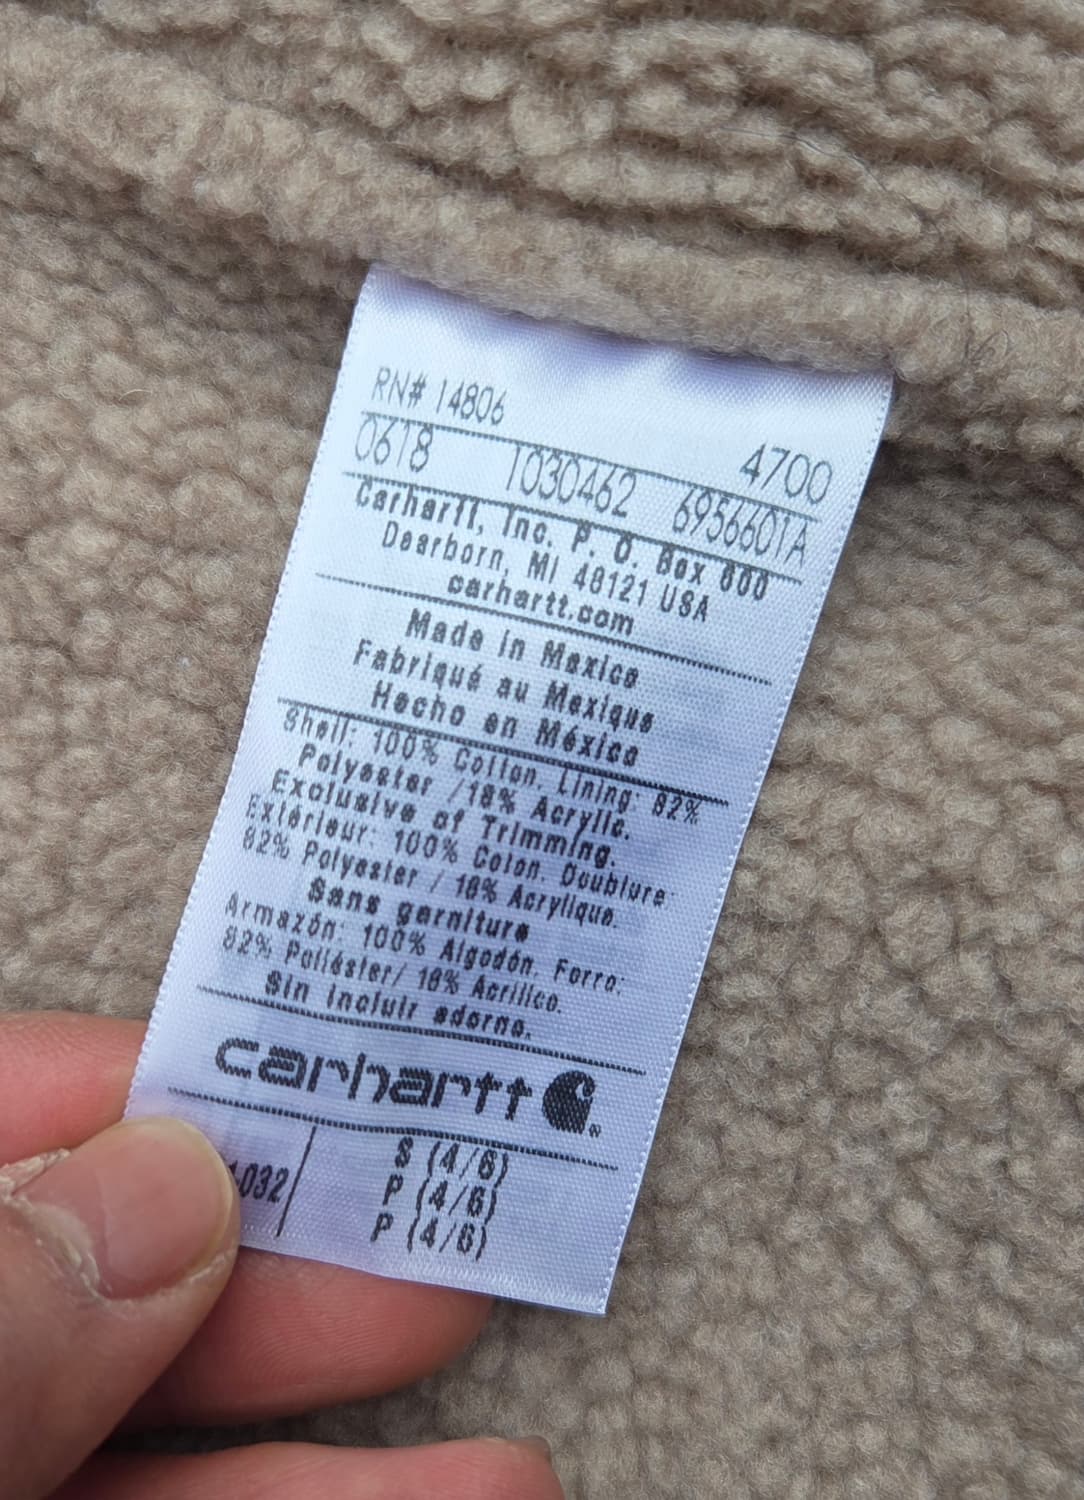 RN# 14806
4700
0618 1030462 6956601A
Carhartt, Inc. P. O. Box 600
Dearborn, MI 48121 USA
carhartt.com
Made in Mexico
Fabriqué au Mexique
Hecho en México
Shell: 100% Cotton. Lining: 82%
Polyester /18% Acrylic.
Exclusive of Trimming.
Extérieur: 100% Coton. Doublure:
82% Polyester / 18% Acrylique.
Sans garniture
Armazón: 100% Algodón. Forro:
82% Poliéster/ 18% Acrílico.
Sin incluir adorno.
carhartt
032 S (4/6)
P (4/6)
P (4/6)